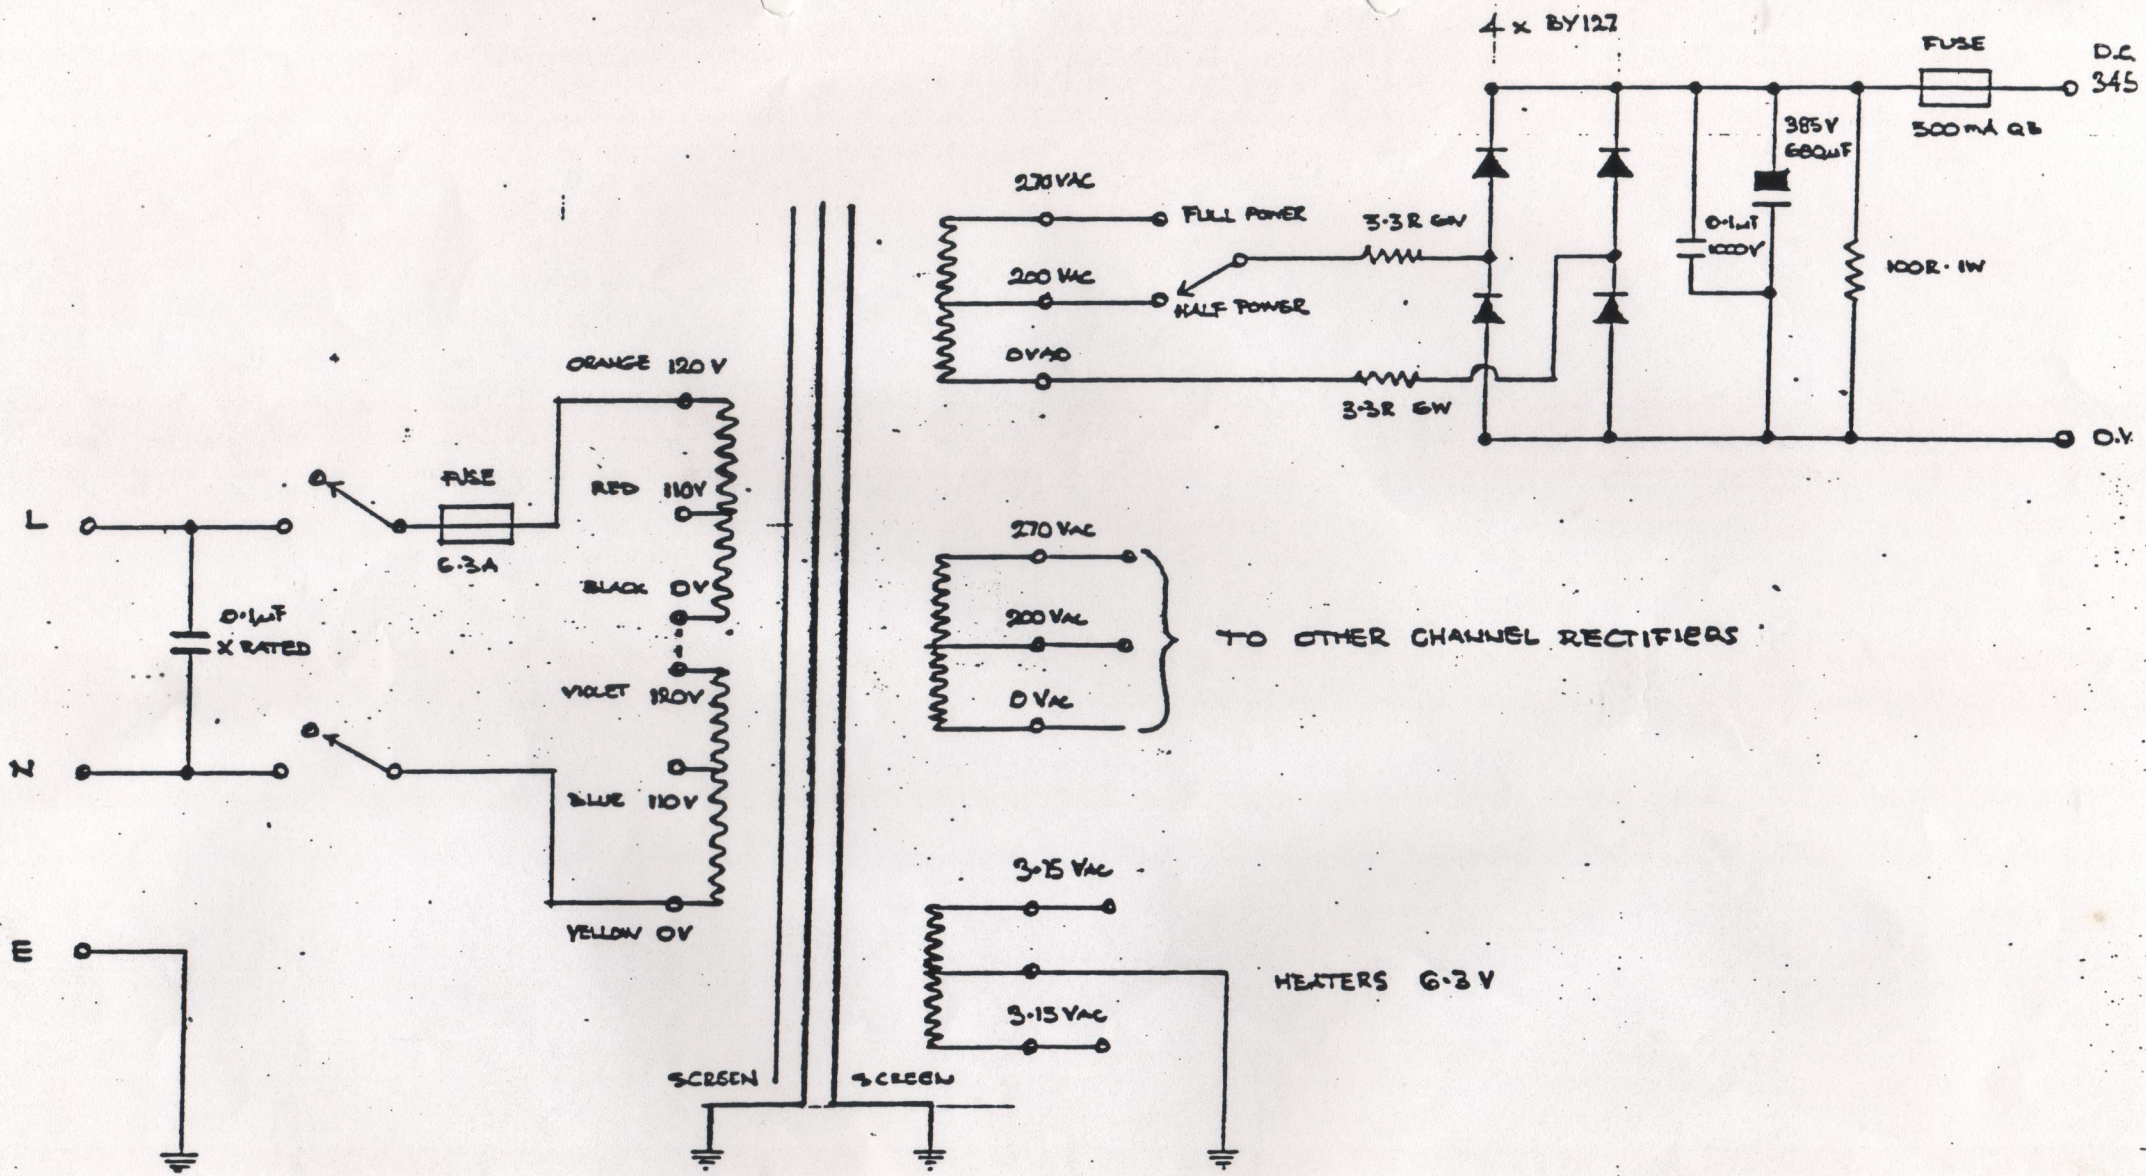 4 x BY127
FUSE
D.C.
345
500mA QB
385V
680µF
270VAC
FULL POWER
3.3R 6W
0.1µF
1000V
100R. 1W
200 VAC
HALF POWER
0VAC
3.3R 6W
0.V.
ORANGE 120V
RED 110V
FUSE
L
6.3A
BLACK 0V
0.1µF
X RATED
VIOLET 120V
N
BLUE 110V
YELLOW 0V
E
270 VAC
200 VAC
TO OTHER CHANNEL RECTIFIERS
0 VAC
3.15 VAC
HEATERS 6.3 V
3.15 VAC
SCREEN
SCREEN